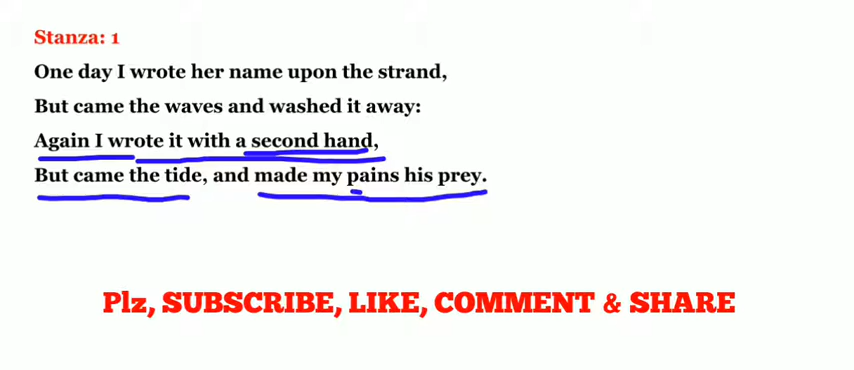 Stanza: 1
One day I wrote her name upon the strand,
But came the waves and washed it away:
Again I wrote it with a second hand,
But came the tide, and made my pains his prey.
Plz, SUBSCRIBE, LIKE, COMMENT & SHARE